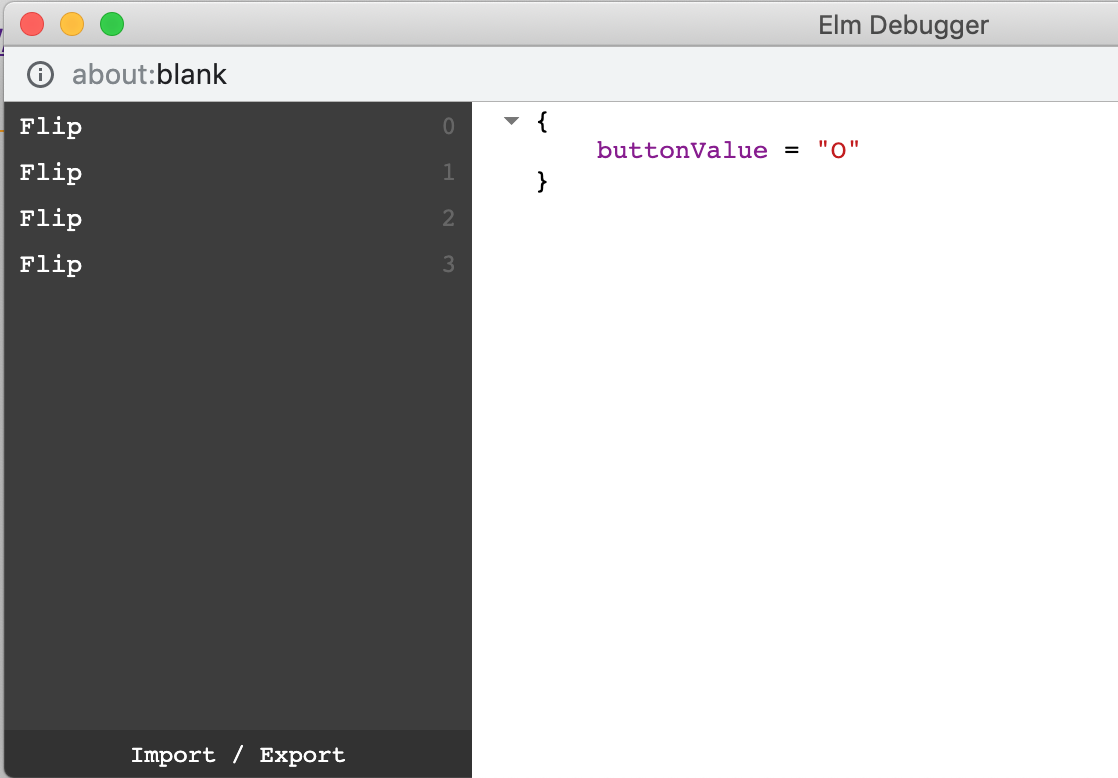 Elm Debugger
about:blank
Flip 0
Flip 1
Flip 2
Flip 3
Import / Export
{
buttonValue = "O"
}